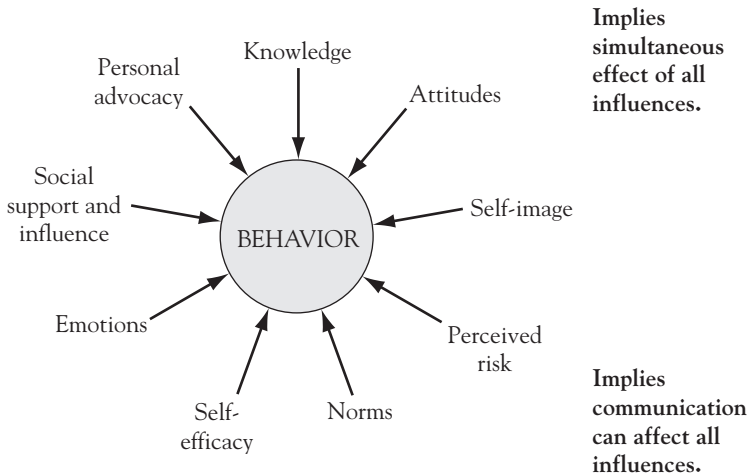 Implies
simultaneous
effect of all
influences.
Knowledge
Personal
advocacy
Attitudes
Social
support and
influence
Self-image
BEHAVIOR
Emotions
Perceived
risk
Self-
efficacy
Norms
Implies
communication
can affect all
influences.